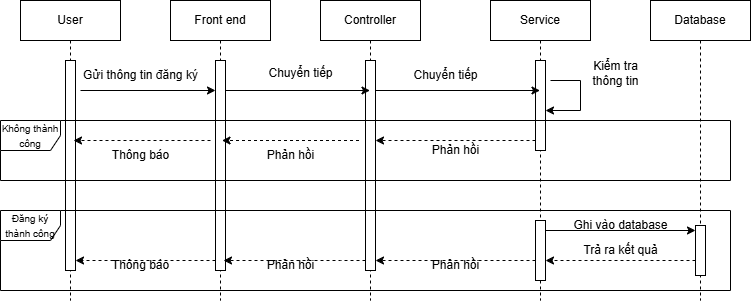 User
Front end
Controller
Service
Database
Gửi thông tin đăng ký
Chuyển tiếp
Chuyển tiếp
Kiểm tra
thông tin
Không thành
công
Thông báo
Phản hồi
Phản hồi
Đăng ký
thành công
Ghi vào database
Trả ra kết quả
Thông báo
Phản hồi
Phản hồi